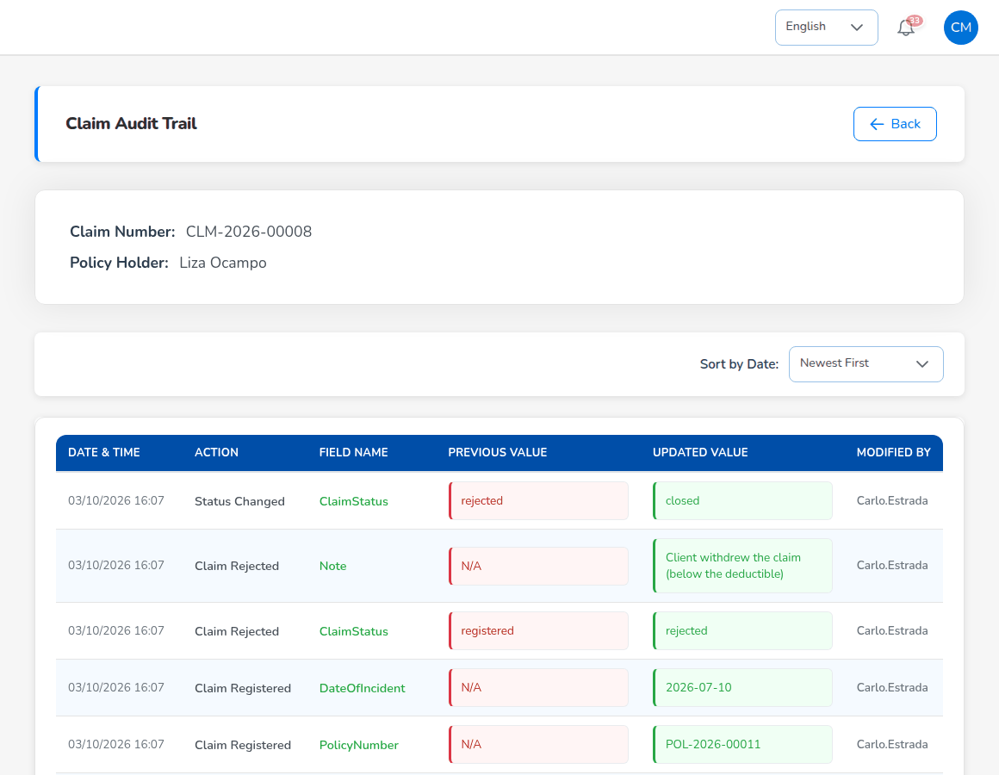 English
33
CM
Claim Audit Trail
Back
Claim Number: CLM-2026-00008
Policy Holder: Liza Ocampo
Sort by Date: Newest First
DATE & TIME ACTION FIELD NAME PREVIOUS VALUE UPDATED VALUE MODIFIED BY
03/10/2026 16:07 Status Changed ClaimStatus rejected closed Carlo.Estrada
03/10/2026 16:07 Claim Rejected Note N/A Client withdrew the claim
(below the deductible) Carlo.Estrada
03/10/2026 16:07 Claim Rejected ClaimStatus registered rejected Carlo.Estrada
03/10/2026 16:07 Claim Registered DateOfIncident N/A 2026-07-10 Carlo.Estrada
03/10/2026 16:07 Claim Registered PolicyNumber N/A POL-2026-00011 Carlo.Estrada